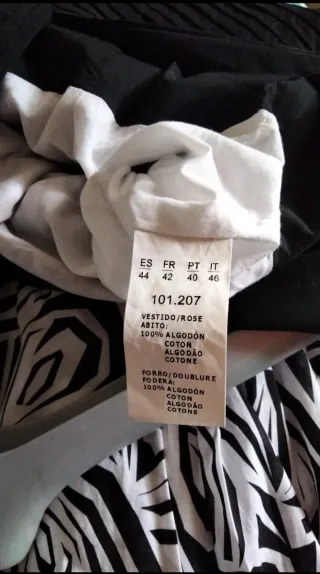 ES FR PT IT
44 42 40 46
101.207
VESTIDO/ROSE
ABITO:
100% ALGODÓN
COTON
ALGODÃO
COTONE
FORRO/DOUBLURE
FODERA:
100% ALGODÓN
COTON
ALGODÃO
COTONE